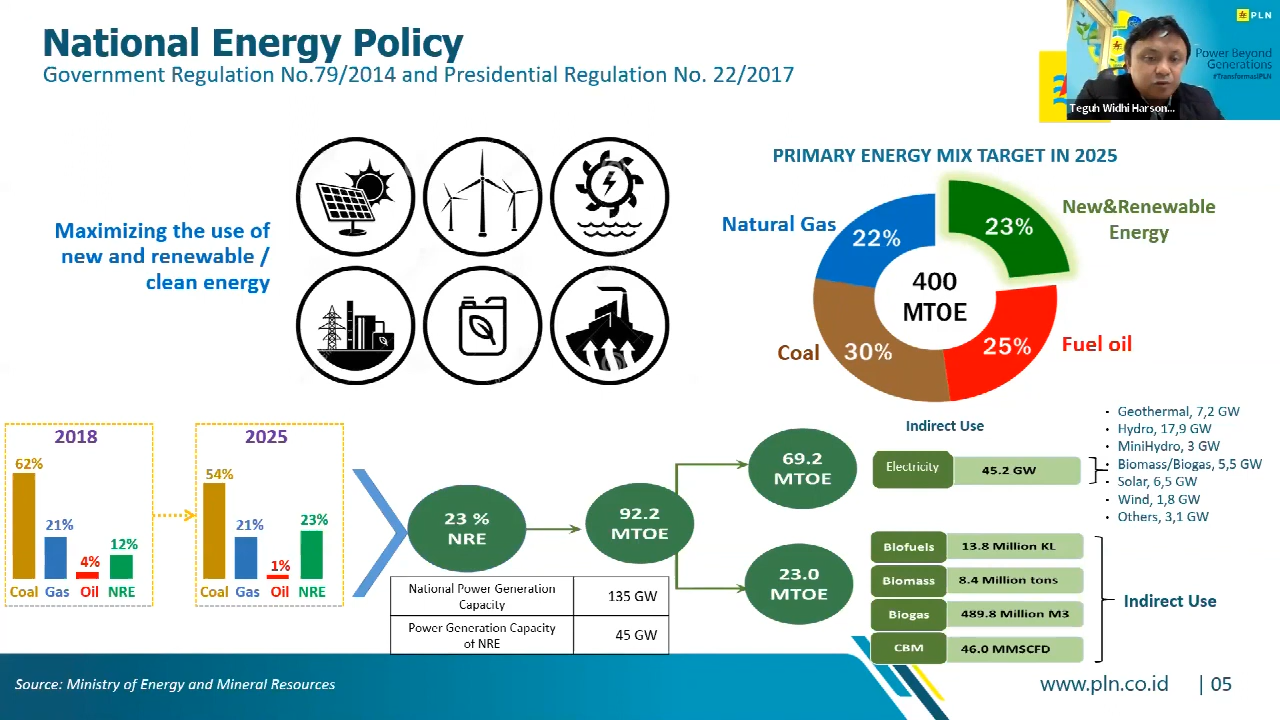 National Energy Policy
Government Regulation No.79/2014 and Presidential Regulation No. 22/2017
PLN
Power Beyond
Generations
#TransformasiPLN
Teguh Widhi Harson...
Maximizing the use of
new and renewable /
clean energy
PRIMARY ENERGY MIX TARGET IN 2025
Natural Gas
22%
23%
New&Renewable
Energy
400
MTOE
Coal
30%
25%
Fuel oil
2018
62%
21%
4%
12%
Coal Gas Oil NRE
2025
54%
21%
1%
23%
Coal Gas Oil NRE
23 %
NRE
92.2
MTOE
National Power Generation
Capacity
135 GW
Power Generation Capacity
of NRE
45 GW
69.2
MTOE
23.0
MTOE
Indirect Use
Electricity
45.2 GW
• Geothermal, 7,2 GW
• Hydro, 17,9 GW
• MiniHydro, 3 GW
• Biomass/Biogas, 5,5 GW
• Solar, 6,5 GW
• Wind, 1,8 GW
• Others, 3,1 GW
Biofuels
13.8 Million KL
Biomass
8.4 Million tons
Biogas
489.8 Million M3
CBM
46.0 MMSCFD
Indirect Use
Source: Ministry of Energy and Mineral Resources
www.pln.co.id | 05